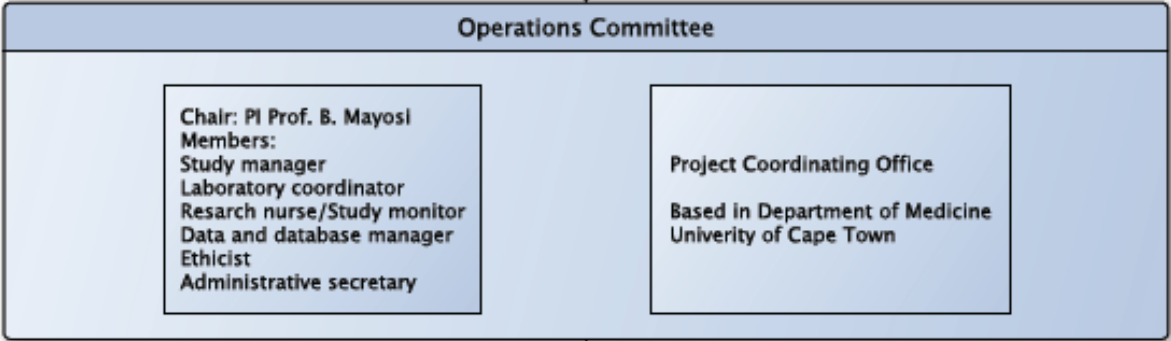 Operations Committee
Chair: PI Prof. B. Mayosi
Members:
Study manager
Laboratory coordinator
Resarch nurse/Study monitor
Data and database manager
Ethicist
Administrative secretary
Project Coordinating Office
Based in Department of Medicine
Univerity of Cape Town